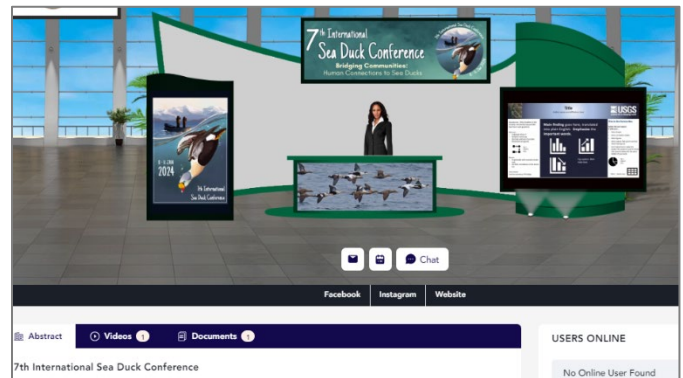 7th International
Sea Duck Conference
Bridging Communities:
Human Connections to Sea Ducks
2024
7th International
Sea Duck Conference
Title
USGS
Main finding goes here, translated
into plain English. Emphasize the
important words.
Chat
Facebook
Instagram
Website
Abstract
Videos 1
Documents 1
USERS ONLINE
7th International Sea Duck Conference
No Online User Found